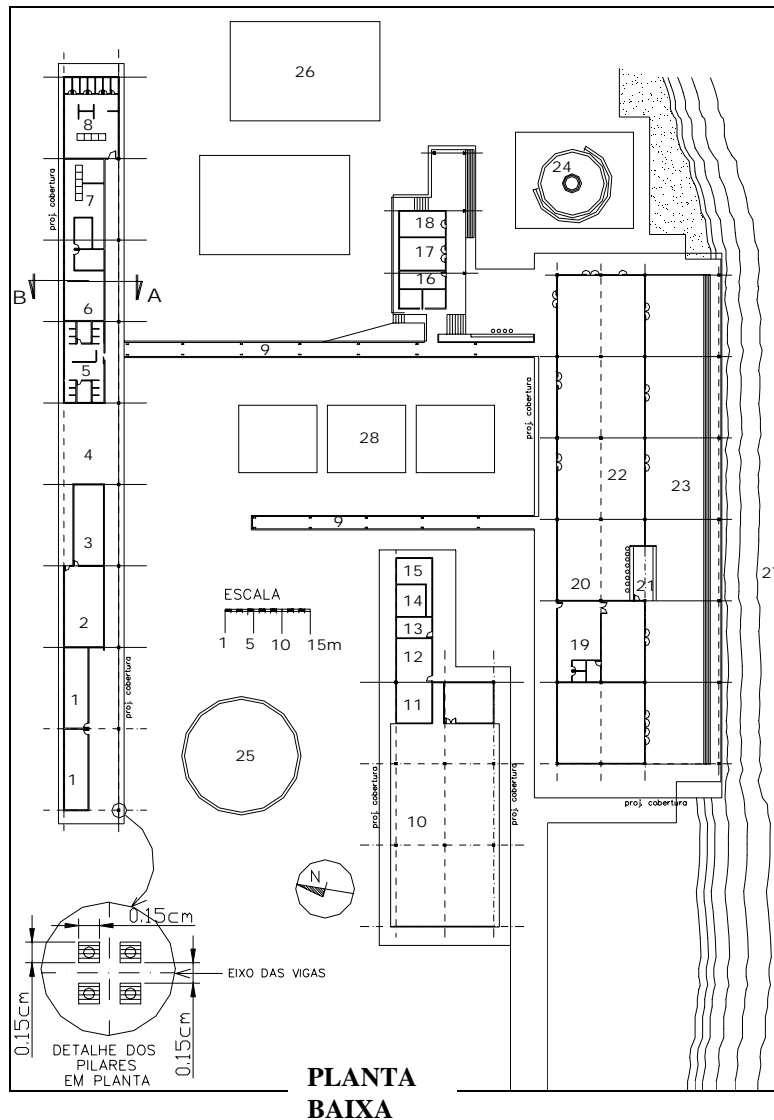 26
8
24
proj. cobertura
7
18
17
16
B
A
6
9
5
proj. cobertura
28
4
22
23
9
3
15
20
21
27
ESCALA
14
2
13
19
1 5 10 15m
12
proj. cobertura
1
11
25
1
proj. cobertura
10
proj. cobertura
proj. cobertura
N
0.15cm
EIXO DAS VIGAS
0.15cm
0.15cm
DETALHE DOS
PILARES
EM PLANTA
PLANTA
BAIXA